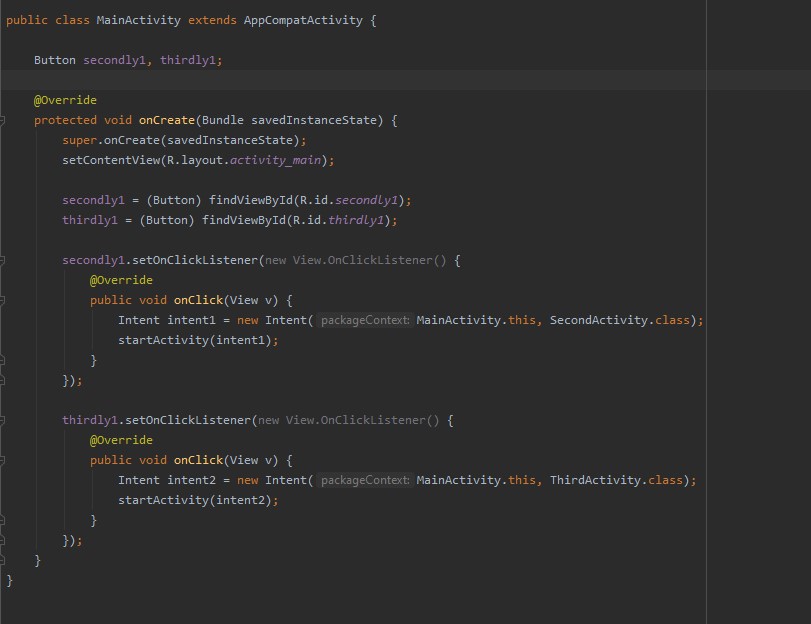 public class MainActivity extends AppCompatActivity {
Button secondly1, thirdly1;
@Override
protected void onCreate(Bundle savedInstanceState) {
super.onCreate(savedInstanceState);
setContentView(R.layout.activity_main);
secondly1 = (Button) findViewById(R.id.secondly1);
thirdly1 = (Button) findViewById(R.id.thirdly1);
secondly1.setOnClickListener(new View.OnClickListener() {
@Override
public void onClick(View v) {
Intent intent1 = new Intent( packageContext: MainActivity.this, SecondActivity.class);
startActivity(intent1);
}
});
thirdly1.setOnClickListener(new View.OnClickListener() {
@Override
public void onClick(View v) {
Intent intent2 = new Intent( packageContext: MainActivity.this, ThirdActivity.class);
startActivity(intent2);
}
});
}
}